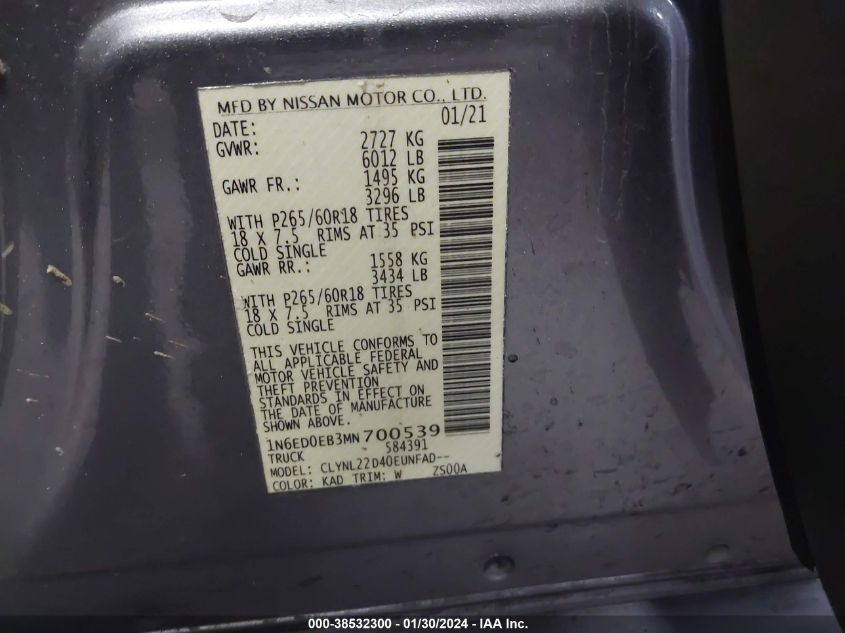 MFD BY NISSAN MOTOR CO., LTD.
DATE: 01/21
GVWR: 2727 KG
6012 LB
GAWR FR.: 1495 KG
3296 LB
WITH P265/60R18 TIRES
18 X 7.5 RIMS AT 35 PSI
COLD SINGLE
GAWR RR.: 1558 KG
3434 LB
WITH P265/60R18 TIRES
18 X 7.5 RIMS AT 35 PSI
COLD SINGLE
THIS VEHICLE CONFORMS TO
ALL APPLICABLE FEDERAL
MOTOR VEHICLE SAFETY AND
THEFT PREVENTION
STANDARDS IN EFFECT ON
THE DATE OF MANUFACTURE
SHOWN ABOVE.
1N6ED0EB3MN700539
TRUCK 584391
MODEL: CLYNL22D40EUNFAD--
COLOR: KAD TRIM: W ZS00A
000-38532300 - 01/30/2024 - IAA Inc.